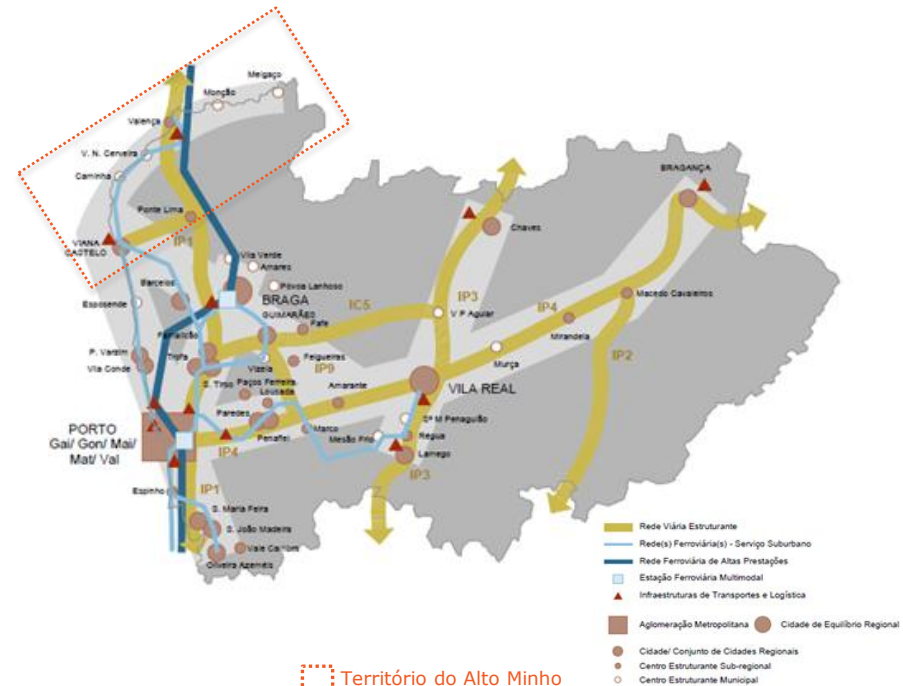 Melgaço
Monção
Valença
V. N. Cerveira
Caminha
Ponte Lima
VIANA
CASTELO
IP1
Vila Verde
Amares
Póvoa Lanhoso
Barcelos
Esposende
BRAGA
GUIMARÃES
Fafe
IC5
IP3
BRAGANÇA
Chaves
V P Aguiar
IP4
Macedo Cavaleiros
Mirandela
Murça
IP2
Famalicão
P. Varzim
Vila Conde
Trofa
S. Tirso
Vizela
Felgueiras
IP9
Paços Ferreira
Lousada
Amarante
VILA REAL
Paredes
Penafiel
Marco
Mesão Frio
Stª M Penaguião
Régua
Lamego
PORTO
Gai/ Gon/ Mai/
Mat/ Val
IP4
IP3
Espinho
IP1
S. Maria Feira
S. João Madeira
Vale Cambra
Oliveira Azeméis
Rede Viária Estruturante
Rede(s) Ferroviária(s) - Serviço Suburbano
Rede Ferroviária de Altas Prestações
Estação Ferroviária Multimodal
Infraestruturas de Transportes e Logística
Aglomeração Metropolitana
Cidade de Equilíbrio Regional
Cidade/ Conjunto de Cidades Regionais
Centro Estruturante Sub-regional
Centro Estruturante Municipal
Território do Alto Minho